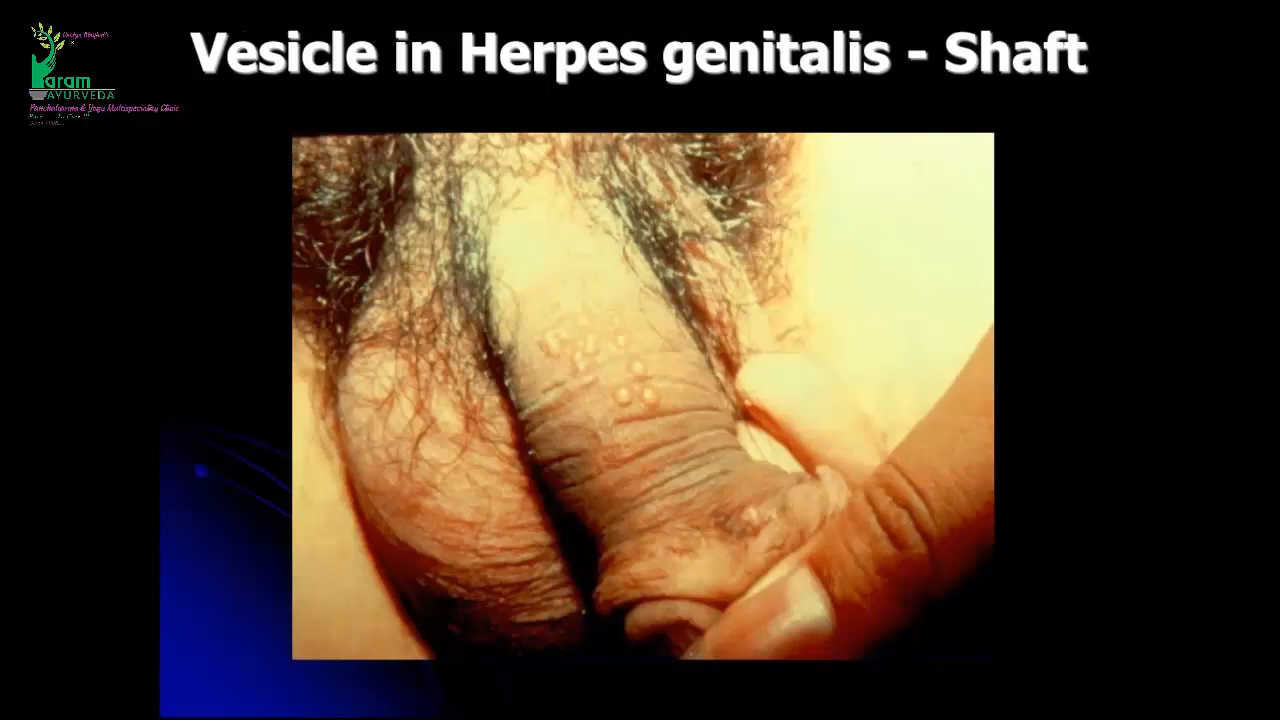 Vesicle in Herpes genitalis - Shaft
Karam
AYURVEDA
Panchakarma & Yoga Multispeciality Clinic